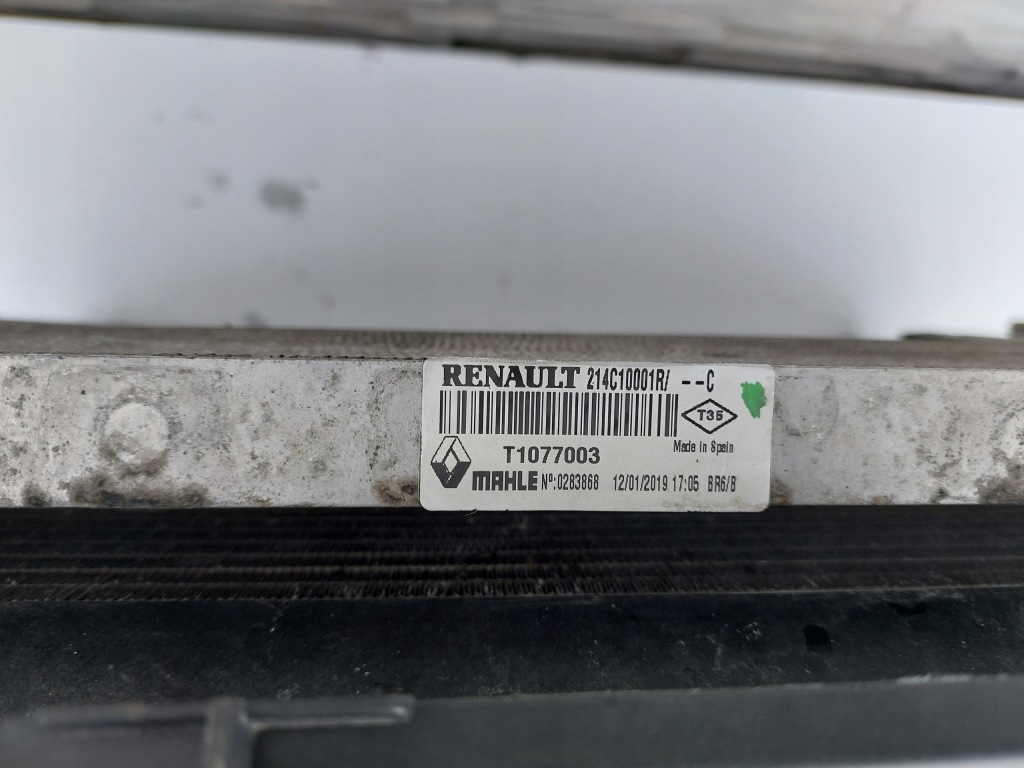 RENAULT 214C10001R/ --C
T35
Made in Spain
T1077003
MAHLE Nº:0283868 12/01/2019 17:05 BR6/B